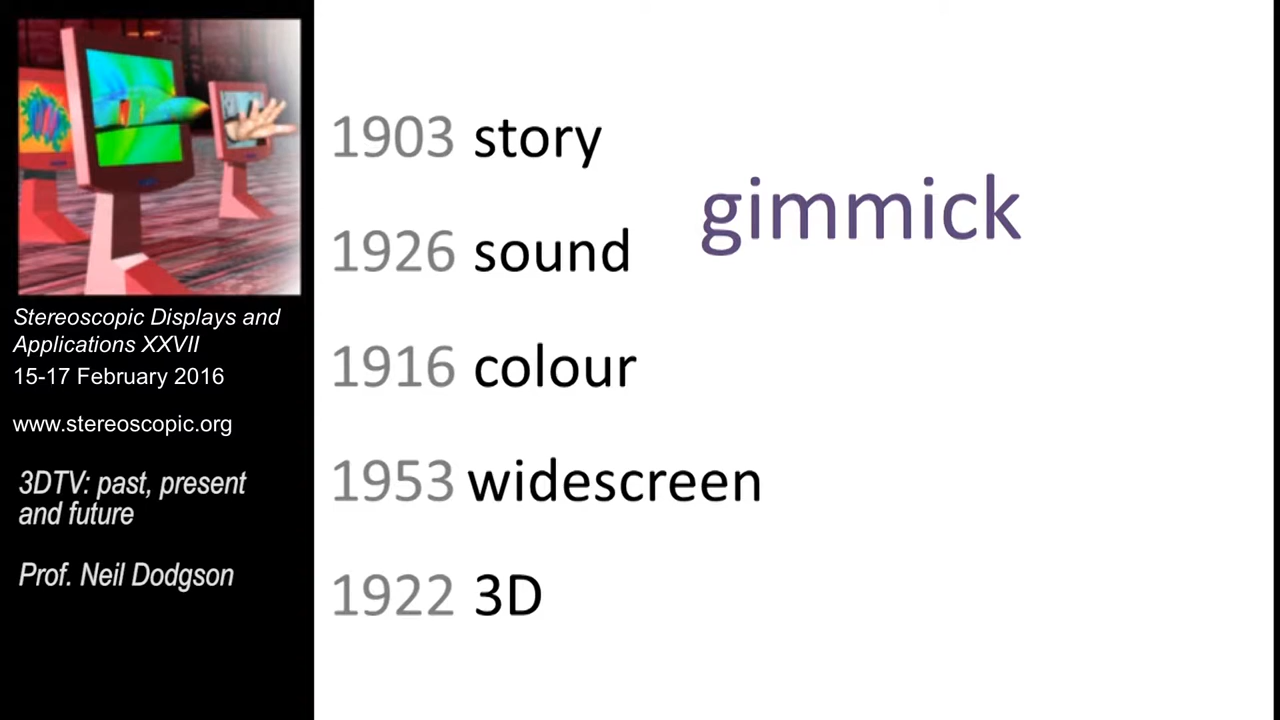 Stereoscopic Displays and
Applications XXVII
15-17 February 2016
www.stereoscopic.org
3DTV: past, present
and future
Prof. Neil Dodgson
1903 story
gimmick
1926 sound
1916 colour
1953 widescreen
1922 3D